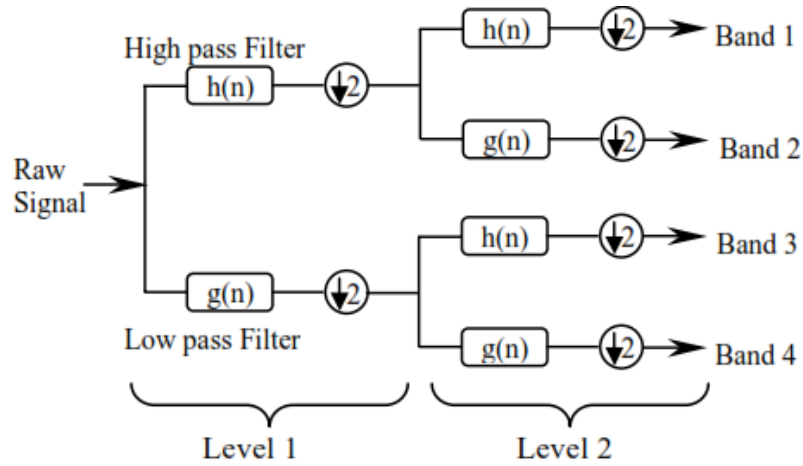 High pass Filter
h(n)
↓2
h(n)
↓2
Band 1
g(n)
↓2
Band 2
Raw
Signal
g(n)
↓2
Low pass Filter
h(n)
↓2
Band 3
g(n)
↓2
Band 4
Level 1
Level 2